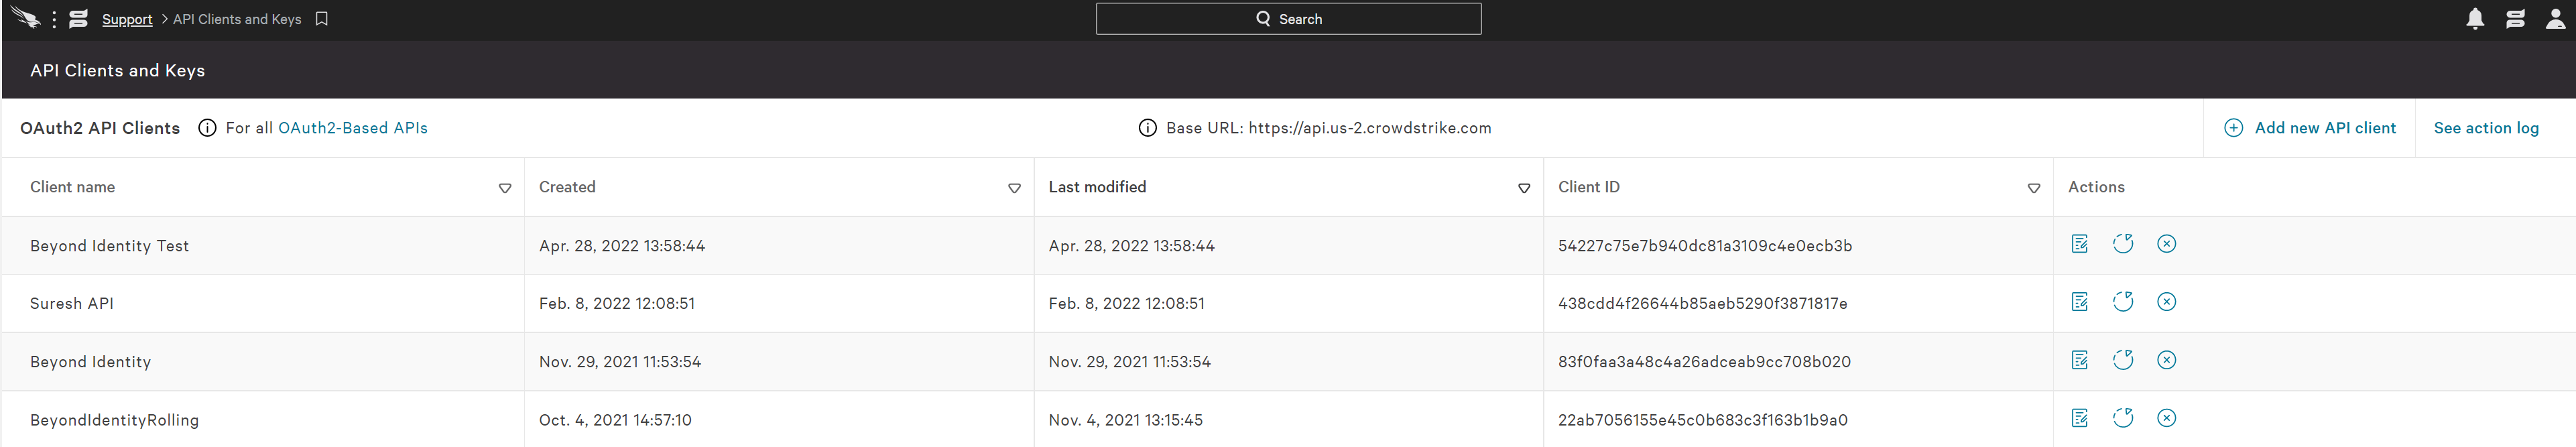 Support > API Clients and Keys
Search
API Clients and Keys
OAuth2 API Clients For all OAuth2-Based APIs Base URL: https://api.us-2.crowdstrike.com Add new API client See action log
Client name Created Last modified Client ID Actions
Beyond Identity Test Apr. 28, 2022 13:58:44 Apr. 28, 2022 13:58:44 54227c75e7b940dc81a3109c4e0ecb3b
Suresh API Feb. 8, 2022 12:08:51 Feb. 8, 2022 12:08:51 438cdd4f26644b85aeb5290f3871817e
Beyond Identity Nov. 29, 2021 11:53:54 Nov. 29, 2021 11:53:54 83f0faa3a48c4a26adceab9cc708b020
BeyondIdentityRolling Oct. 4, 2021 14:57:10 Nov. 4, 2021 13:15:45 22ab7056155e45c0b683c3f163b1b9a0